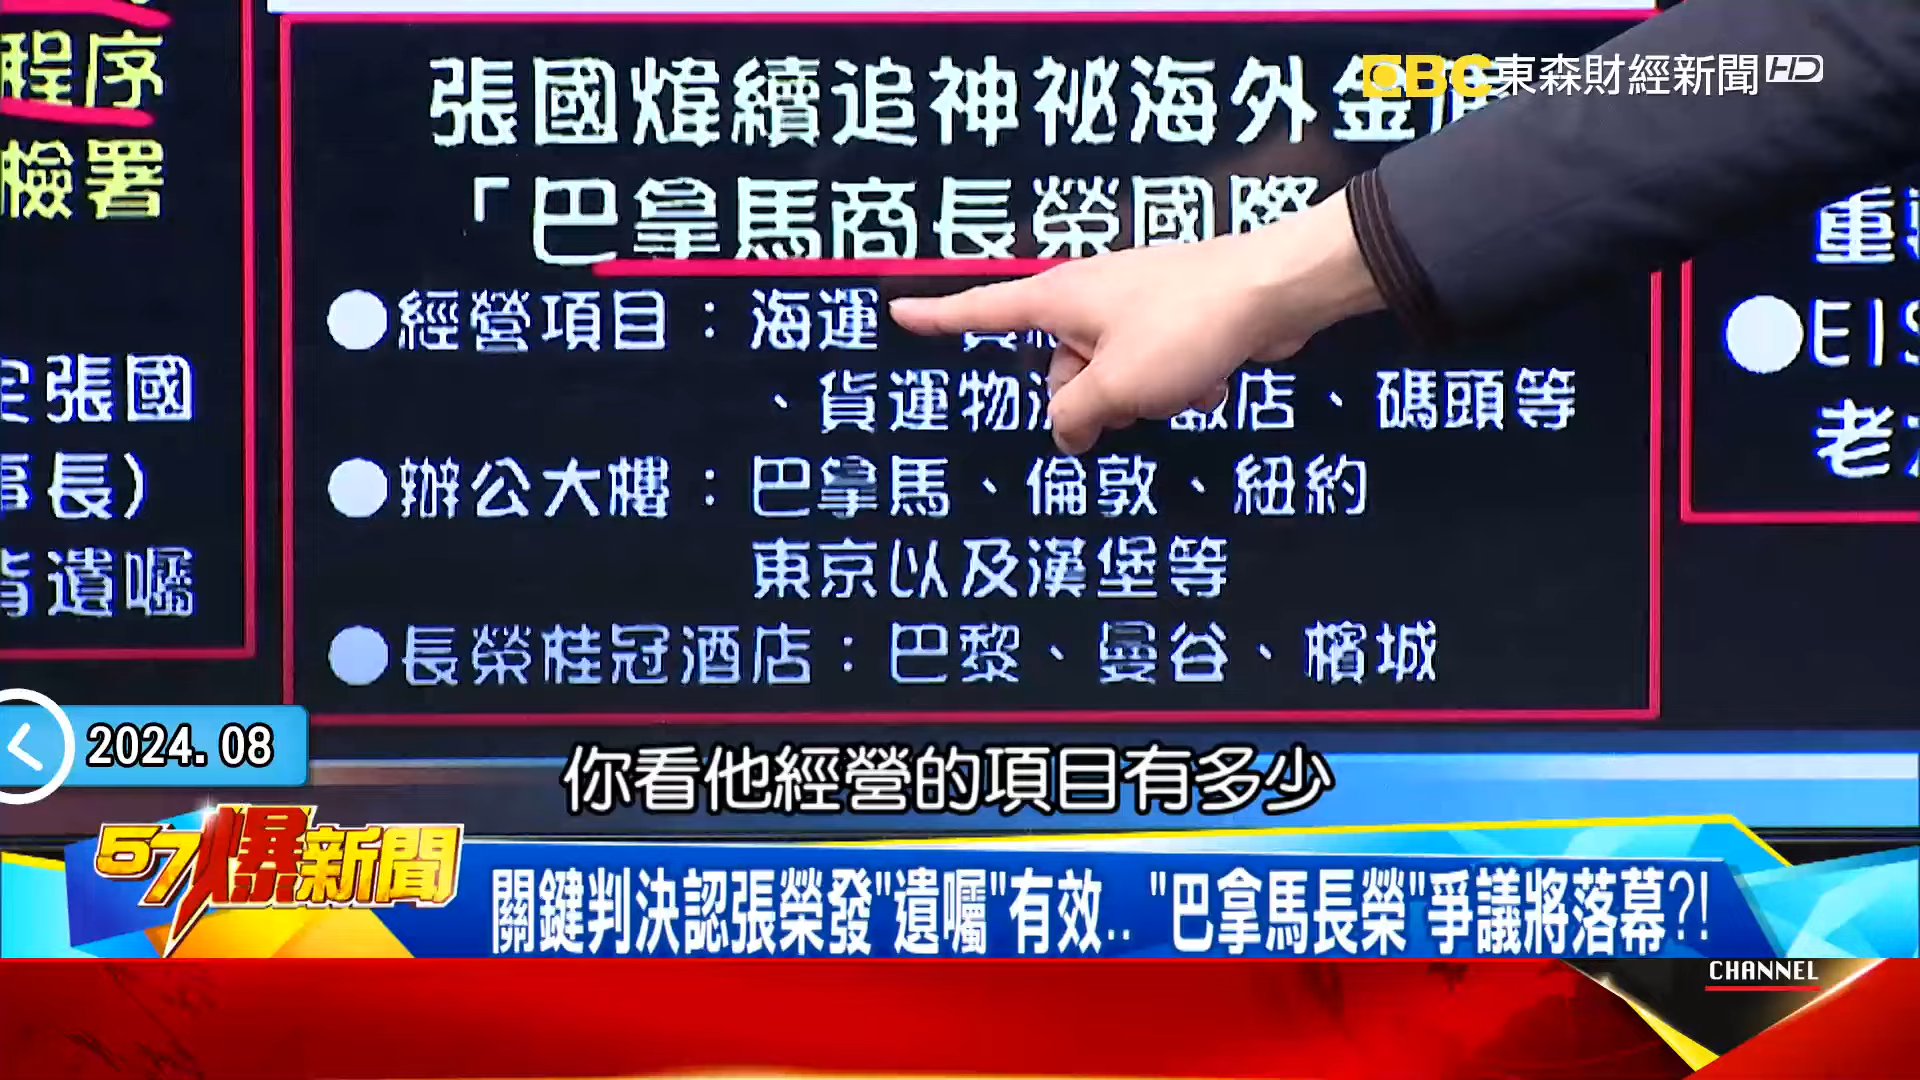 程序
檢署
張國
長)
遺囑
張國煒續追神祕海外金
「巴拿馬商長榮國際
●經營項目：海運
、貨運物 店、碼頭等
●辦公大樓：巴拿馬、倫敦、紐約
東京以及漢堡等
●長榮桂冠酒店：巴黎、曼谷、檳城
重
●EIS
老
EBC東森財經新聞HD
2024.08
你看他經營的項目有多少
57爆新聞
關鍵判決認張榮發"遺囑"有效.."巴拿馬長榮"爭議將落幕?!
CHANNEL